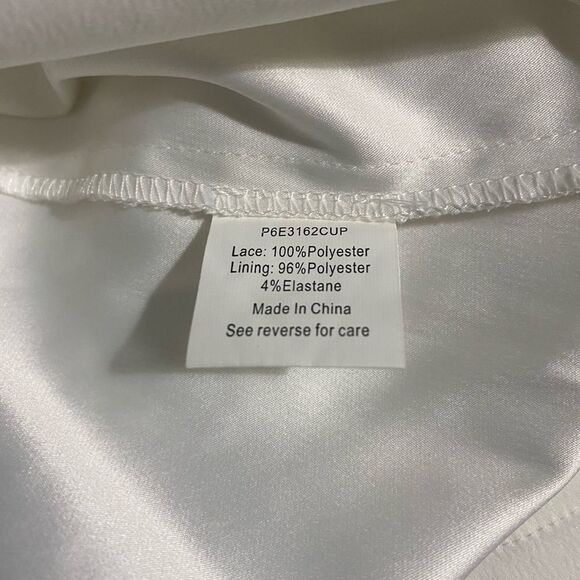 P6E3162CUP
Lace: 100%Polyester
Lining: 96%Polyester
4%Elastane
Made In China
See reverse for care